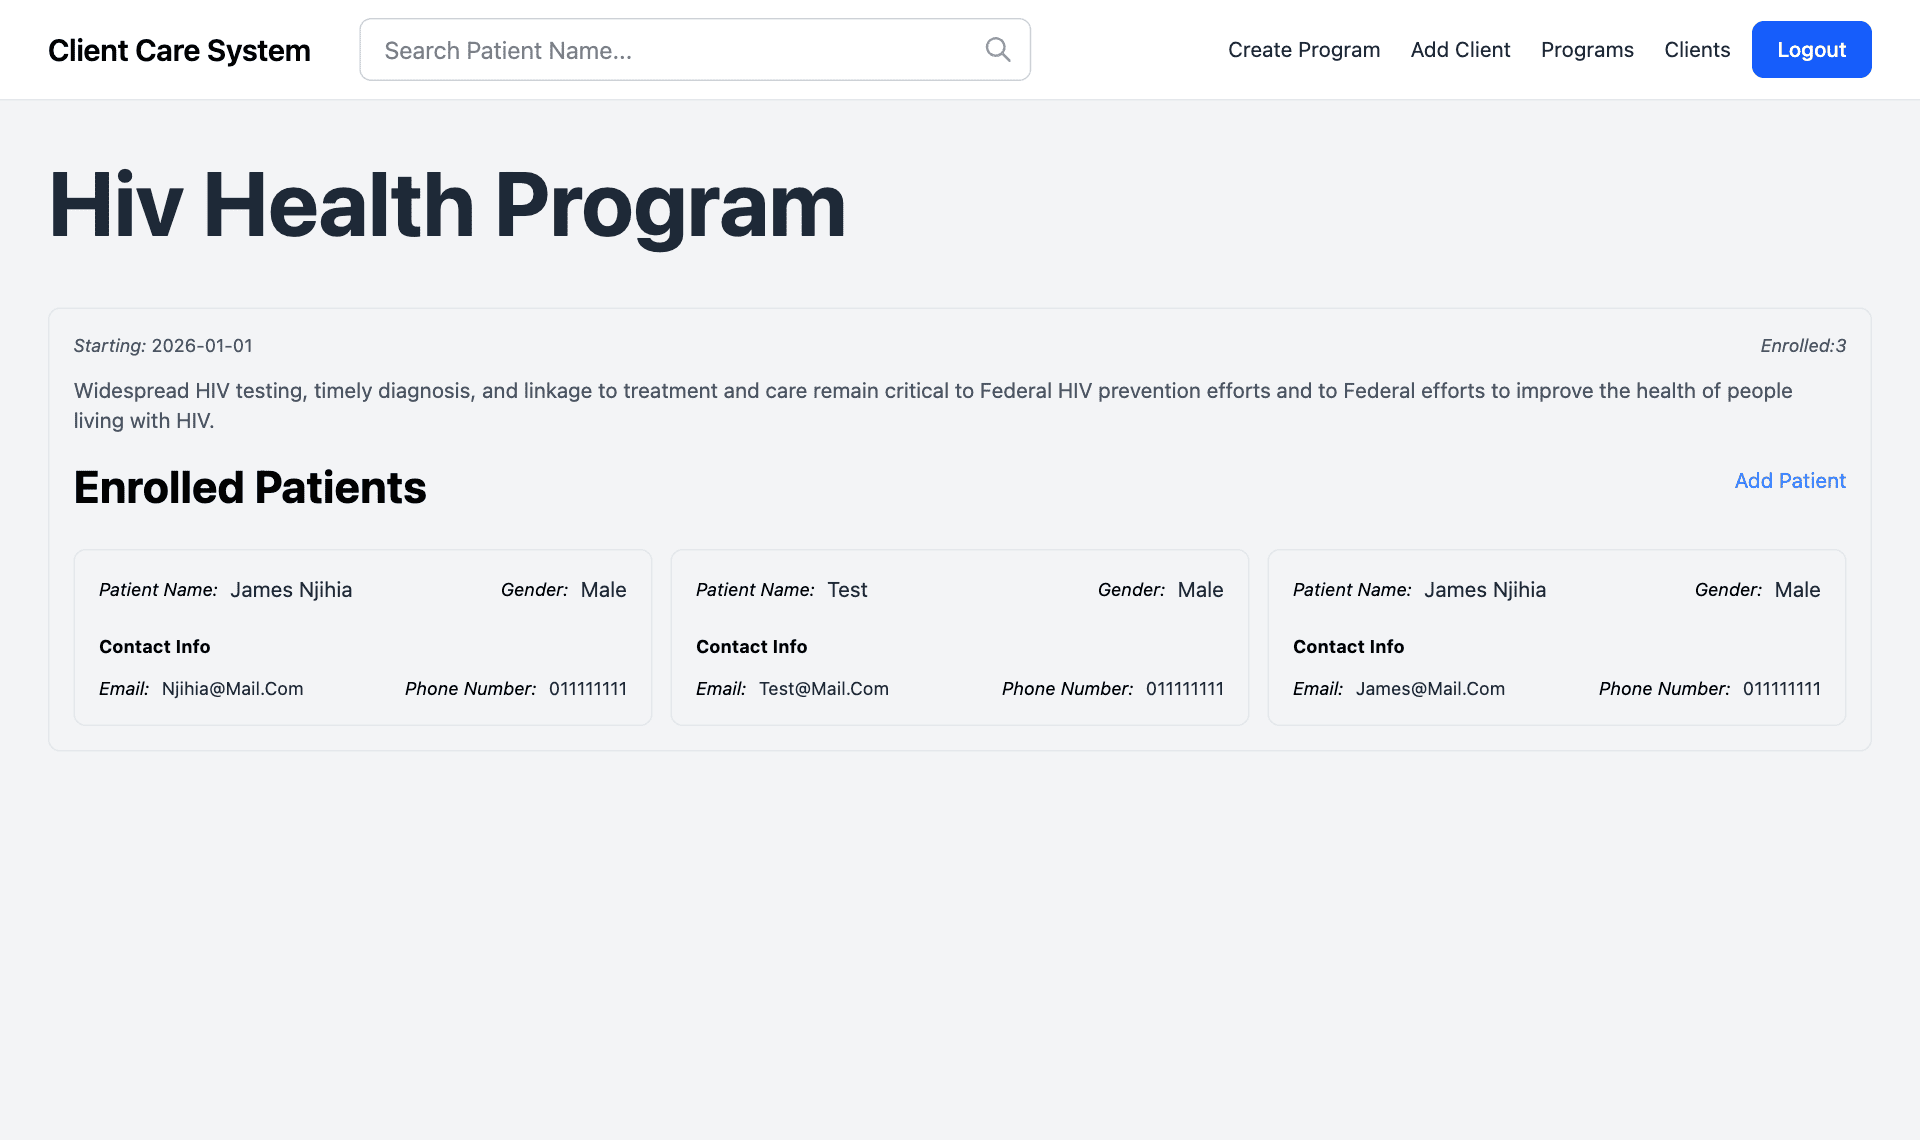 Client Care System
Search Patient Name...
Create Program
Add Client
Programs
Clients
Logout
Hiv Health Program
Starting: 2026-01-01
Enrolled:3
Widespread HIV testing, timely diagnosis, and linkage to treatment and care remain critical to Federal HIV prevention efforts and to Federal efforts to improve the health of people
living with HIV.
Enrolled Patients
Add Patient
Patient Name: James Njihia
Gender: Male
Contact Info
Email: Njihia@Mail.Com
Phone Number: 011111111
Patient Name: Test
Gender: Male
Contact Info
Email: Test@Mail.Com
Phone Number: 011111111
Patient Name: James Njihia
Gender: Male
Contact Info
Email: James@Mail.Com
Phone Number: 011111111